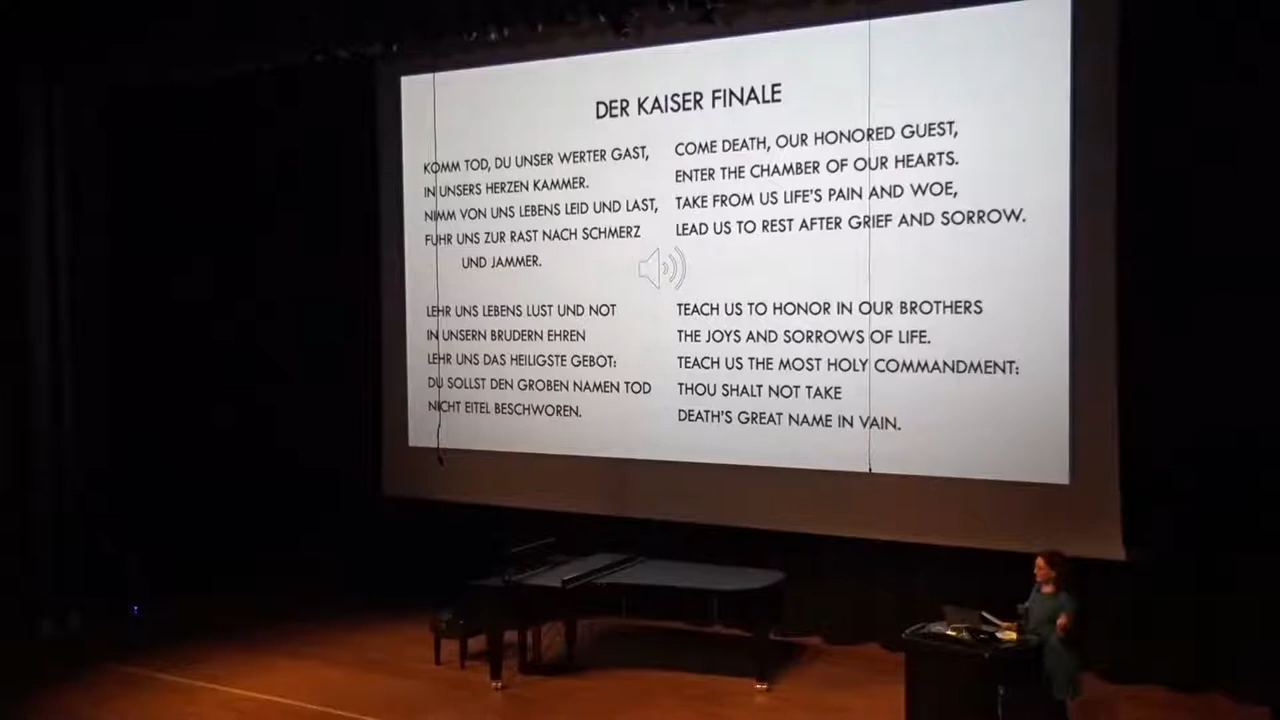 DER KAISER FINALE
KOMM TOD, DU UNSER WERTER GAST,
IN UNSERS HERZEN KAMMER.
NIMM VON UNS LEBENS LEID UND LAST,
FUHR UNS ZUR RAST NACH SCHMERZ
UND JAMMER.
LEHR UNS LEBENS LUST UND NOT
IN UNSERN BRUDERN EHREN
LEHR UNS DAS HEILIGSTE GEBOT:
DU SOLLST DEN GROBEN NAMEN TOD
NICHT EITEL BESCHWOREN.
COME DEATH, OUR HONORED GUEST,
ENTER THE CHAMBER OF OUR HEARTS.
TAKE FROM US LIFE'S PAIN AND WOE,
LEAD US TO REST AFTER GRIEF AND SORROW.
TEACH US TO HONOR IN OUR BROTHERS
THE JOYS AND SORROWS OF LIFE.
TEACH US THE MOST HOLY COMMANDMENT:
THOU SHALT NOT TAKE
DEATH'S GREAT NAME IN VAIN.